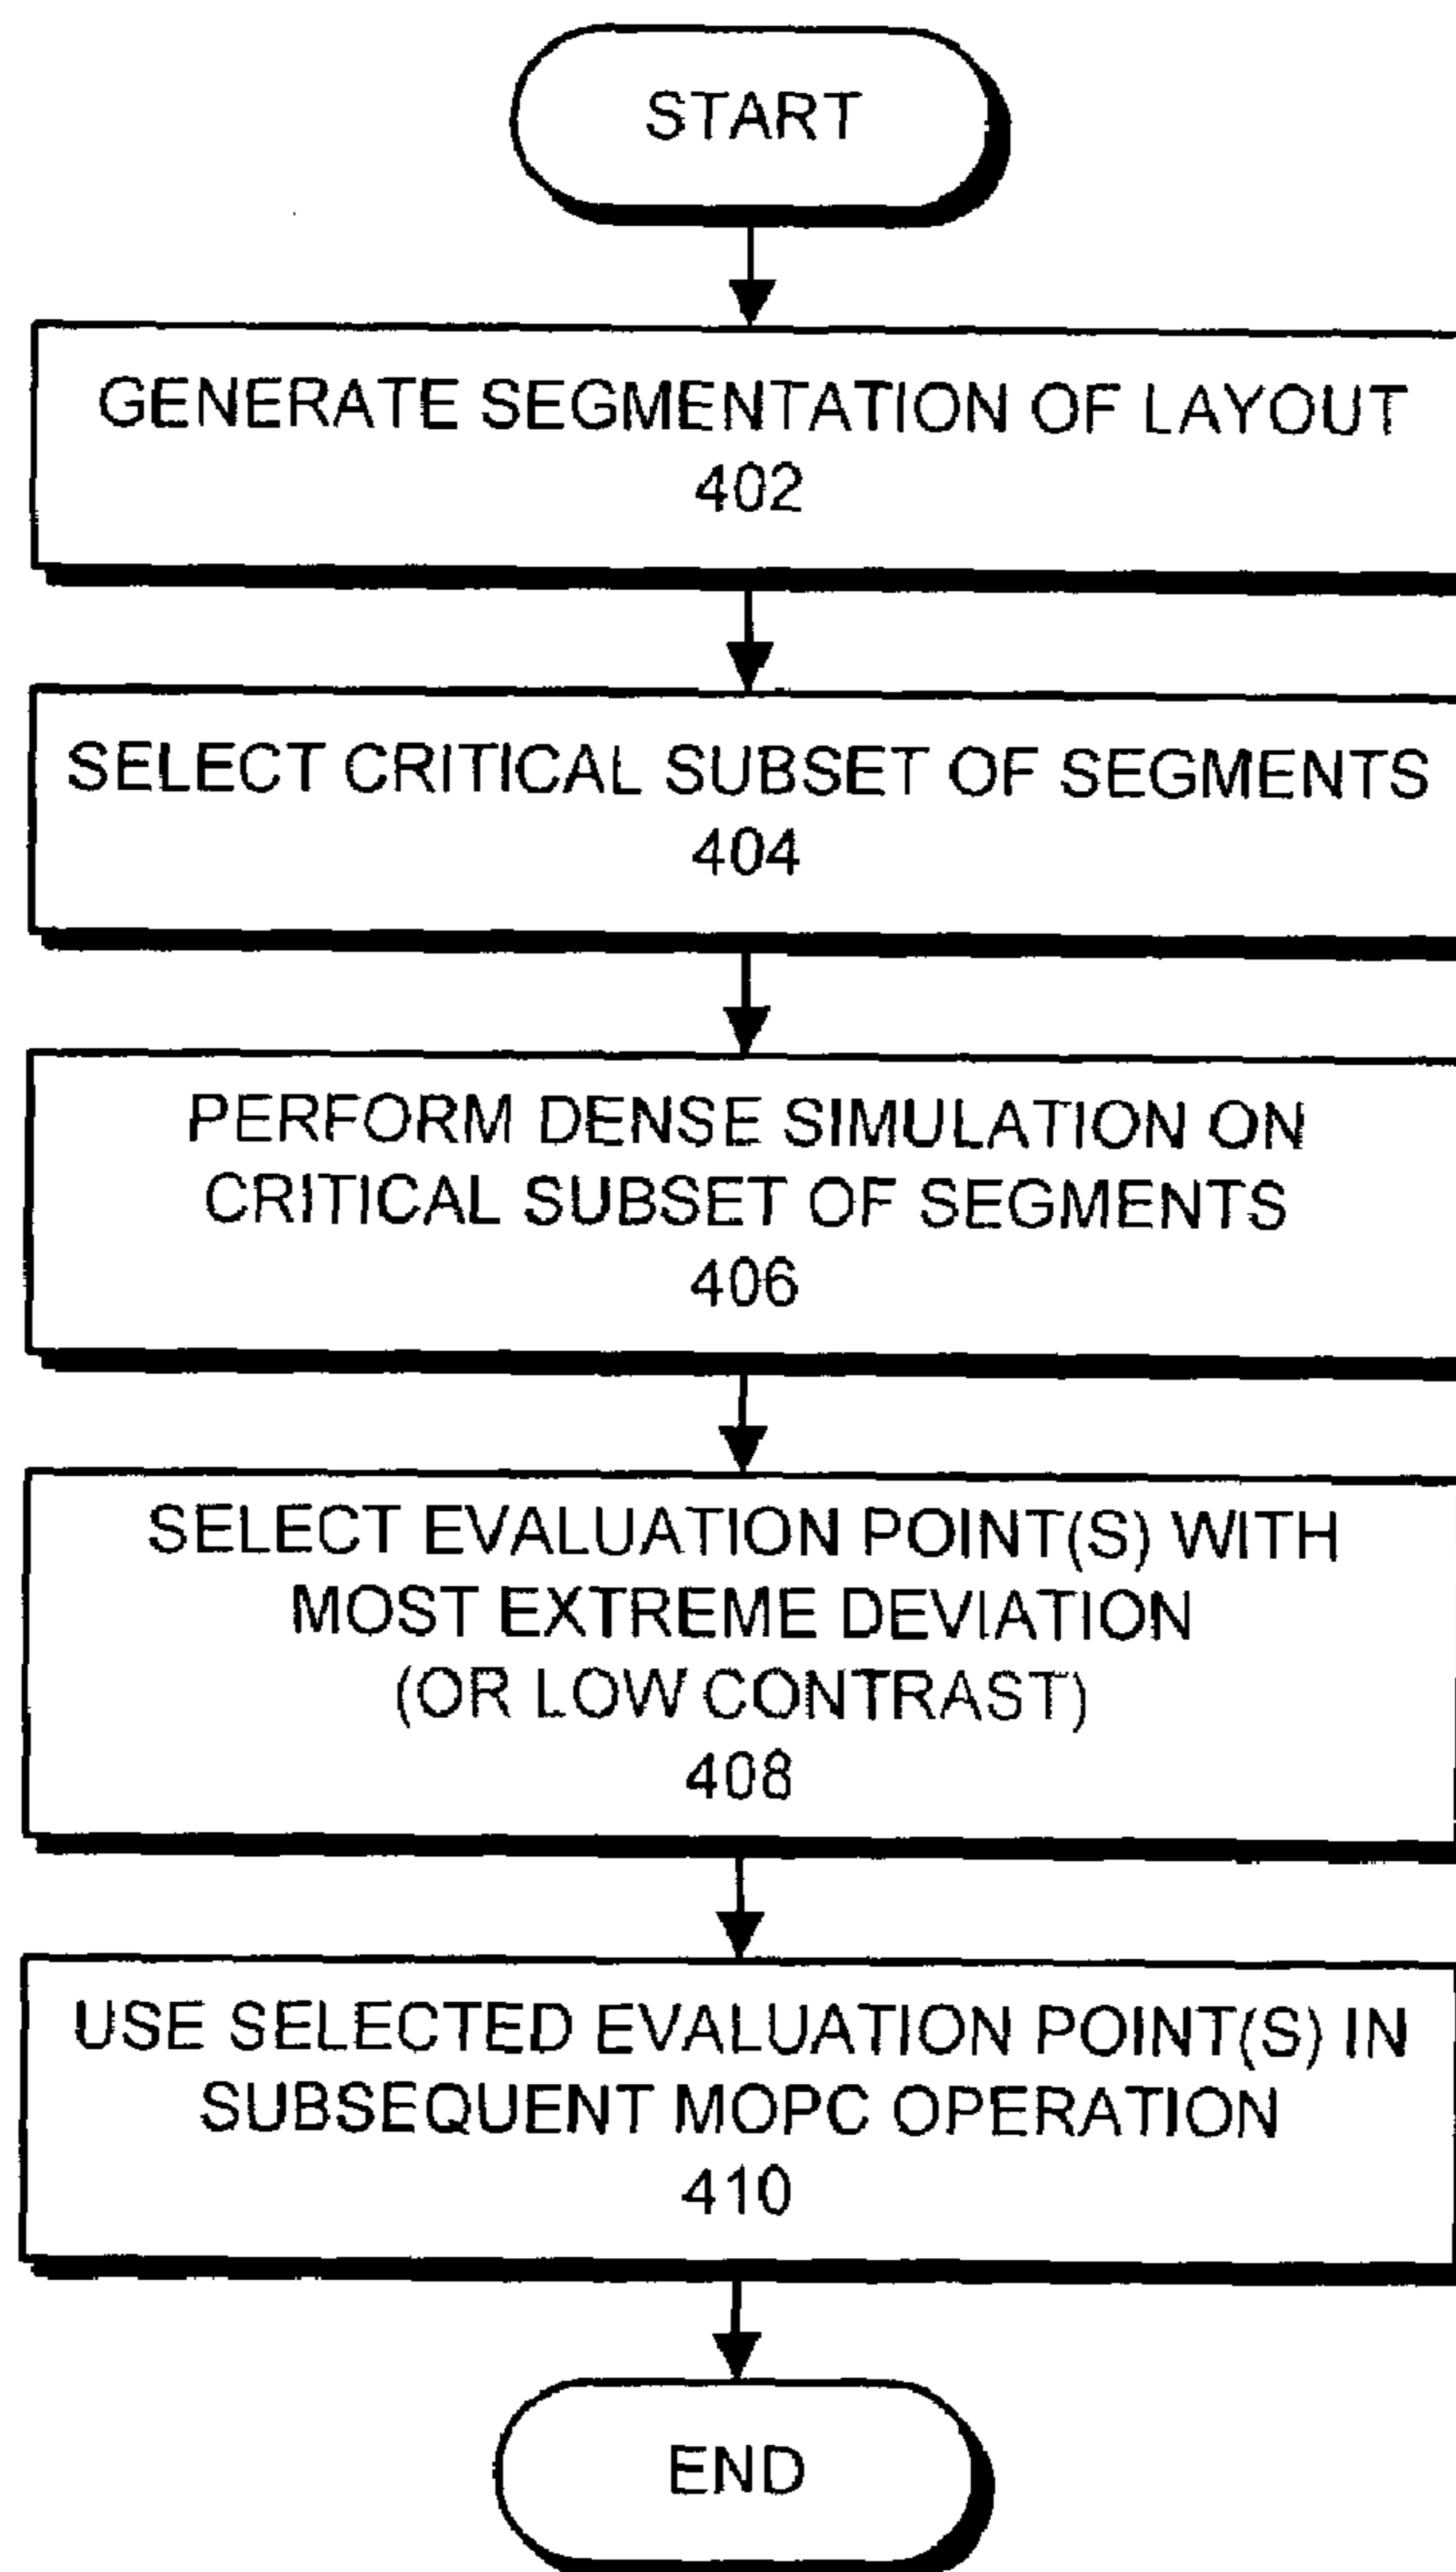 START
GENERATE SEGMENTATION OF LAYOUT
402
SELECT CRITICAL SUBSET OF SEGMENTS
404
PERFORM DENSE SIMULATION ON
CRITICAL SUBSET OF SEGMENTS
406
SELECT EVALUATION POINT(S) WITH
MOST EXTREME DEVIATION
(OR LOW CONTRAST)
408
USE SELECTED EVALUATION POINT(S) IN
SUBSEQUENT MOPC OPERATION
410
END